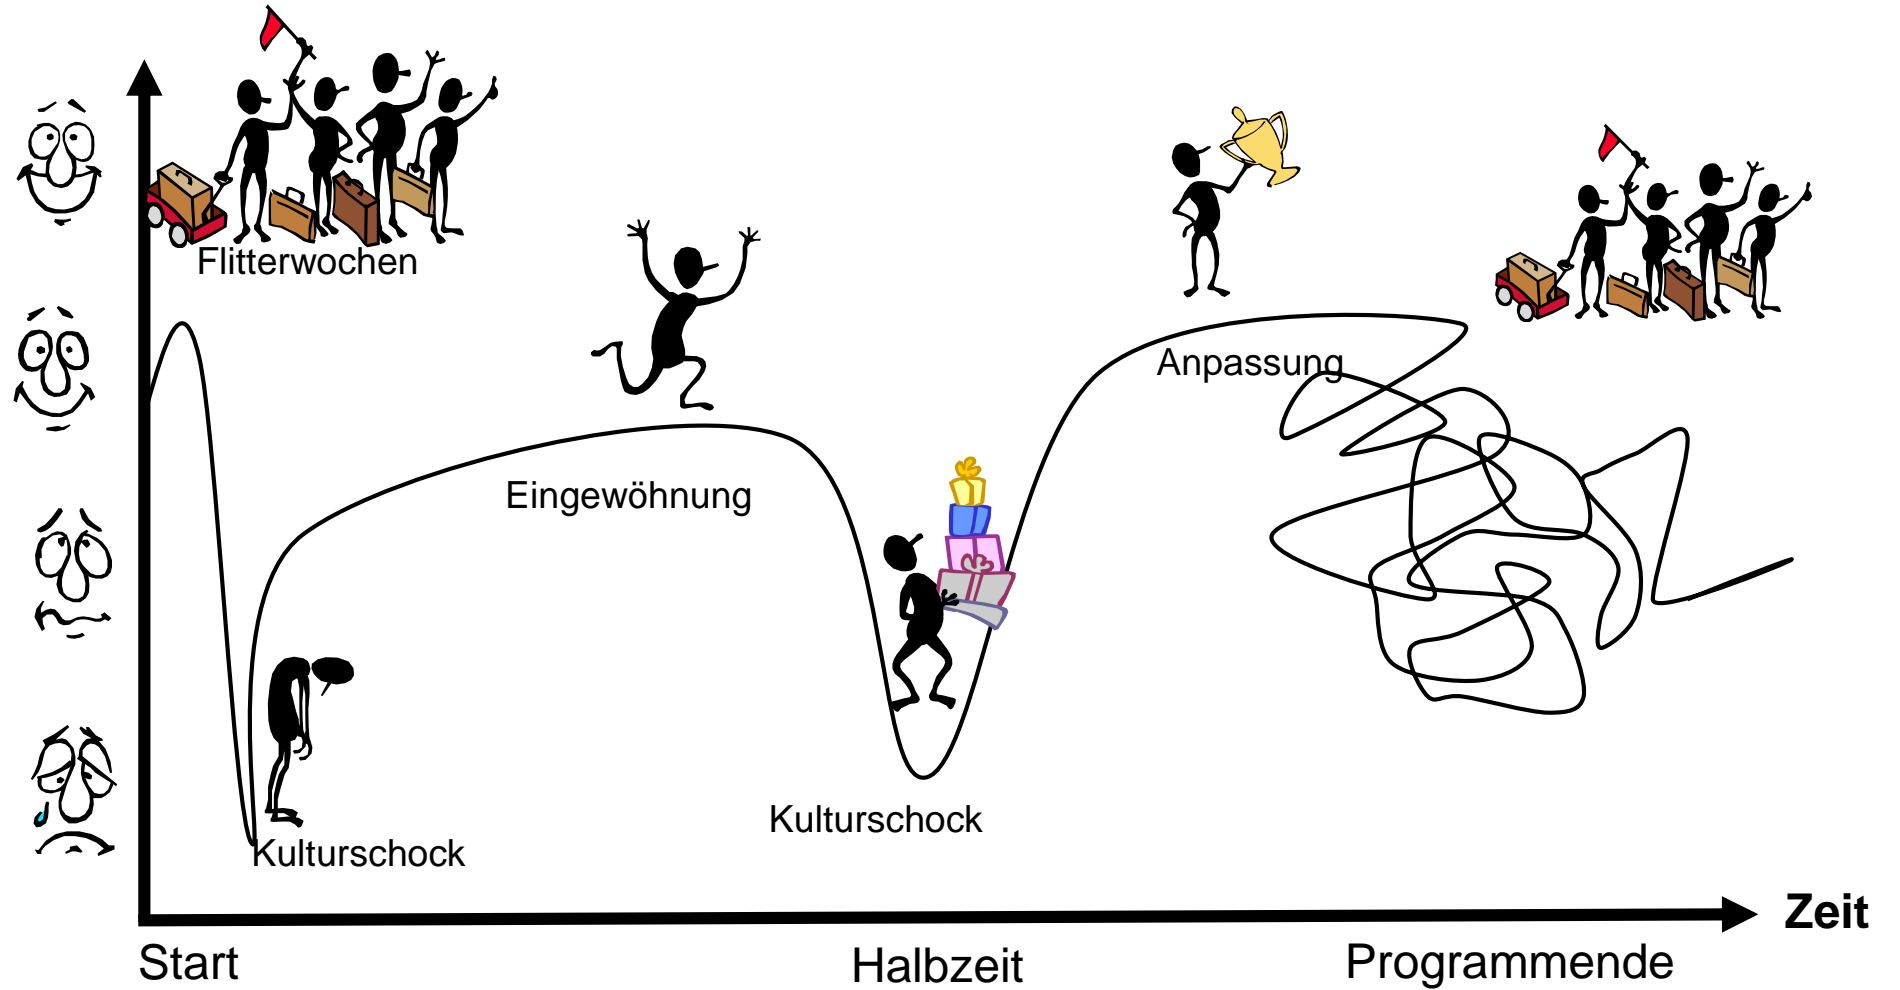 Flitterwochen
Anpassung
Eingewöhnung
Kulturschock
Kulturschock
Zeit
Start
Halbzeit
Programmende